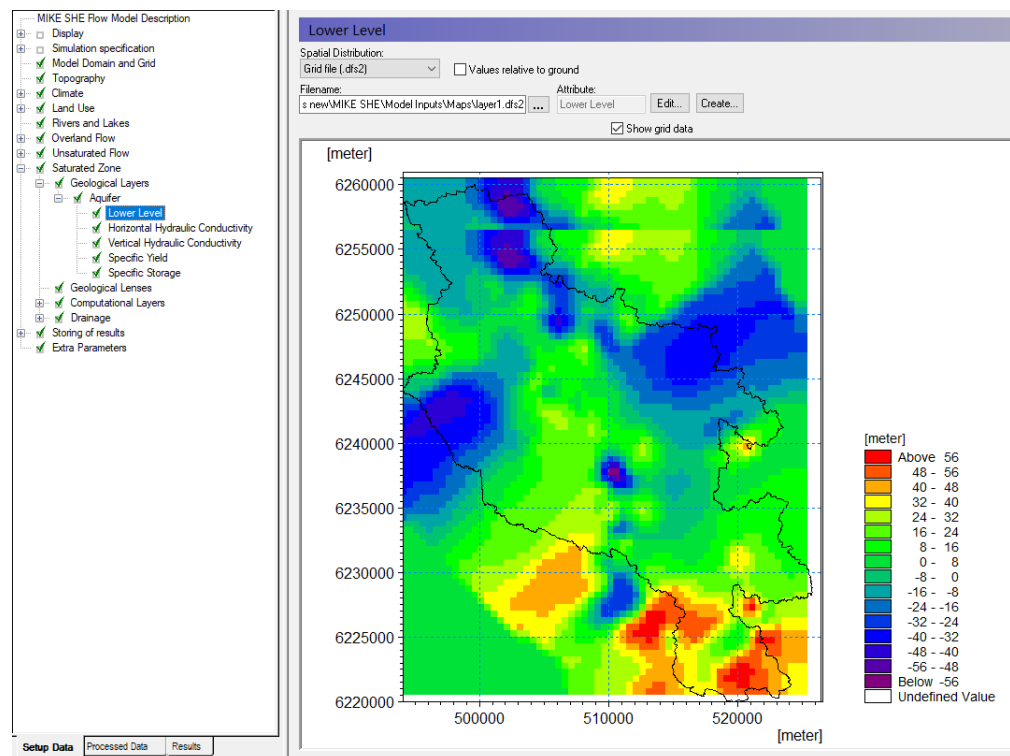 MIKE SHE Flow Model Description
Display
Simulation specification
Model Domain and Grid
Topography
Climate
Land Use
Rivers and Lakes
Overland Flow
Unsaturated Flow
Saturated Zone
Geological Layers
Aquifer
Lower Level
Horizontal Hydraulic Conductivity
Vertical Hydraulic Conductivity
Specific Yield
Specific Storage
Geological Lenses
Computational Layers
Drainage
Storing of results
Extra Parameters
Setup Data Processed Data Results
Lower Level
Spatial Distribution:
Grid file (.dfs2) Values relative to ground
Filename: Attribute:
s new\MIKE SHE\Model Inputs\Maps\layer1.dfs2 ... Lower Level Edit... Create...
Show grid data
[meter]
6260000
6255000
6250000
6245000
6240000
6235000
6230000
6225000
6220000
500000 510000 520000
[meter]
[meter]
Above 56
48 - 56
40 - 48
32 - 40
24 - 32
16 - 24
8 - 16
0 - 8
-8 - 0
-16 - -8
-24 - -16
-32 - -24
-40 - -32
-48 - -40
-56 - -48
Below -56
Undefined Value